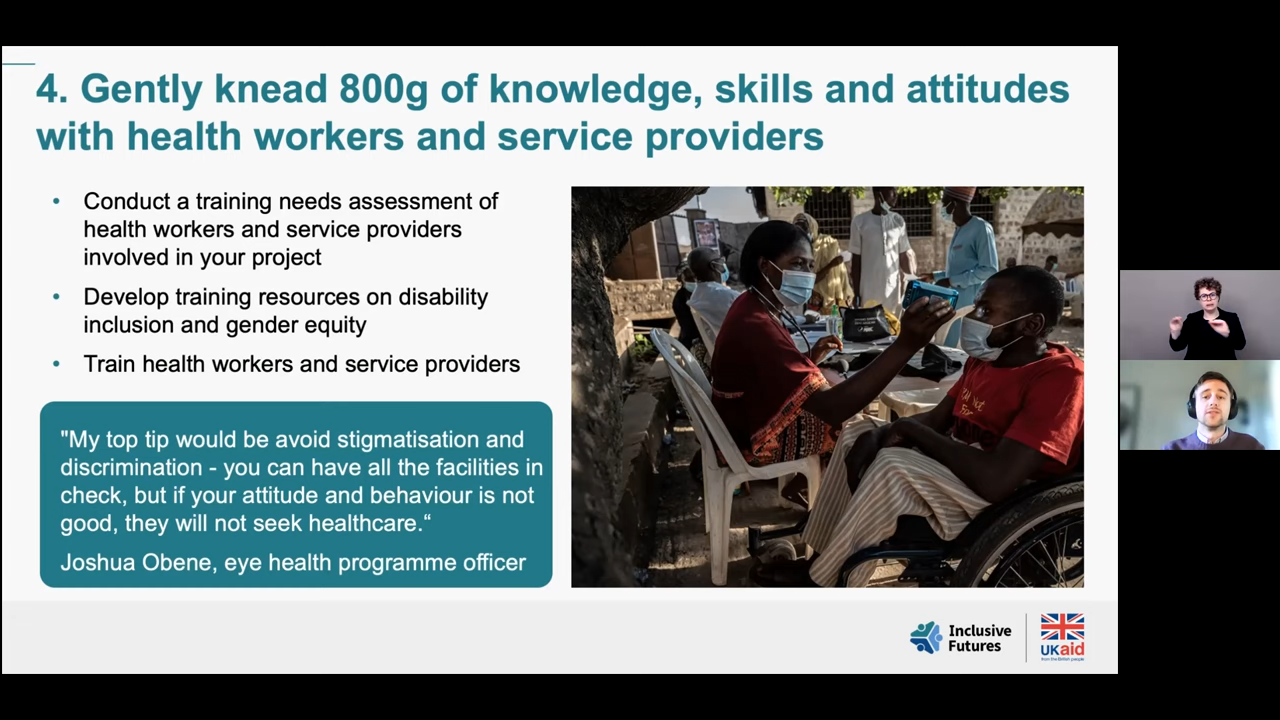 4. Gently knead 800g of knowledge, skills and attitudes
with health workers and service providers
• Conduct a training needs assessment of
health workers and service providers
involved in your project
• Develop training resources on disability
inclusion and gender equity
• Train health workers and service providers
"My top tip would be avoid stigmatisation and
discrimination - you can have all the facilities in
check, but if your attitude and behaviour is not
good, they will not seek healthcare.“
Joshua Obene, eye health programme officer
Inclusive
Futures
UKaid
from the British people